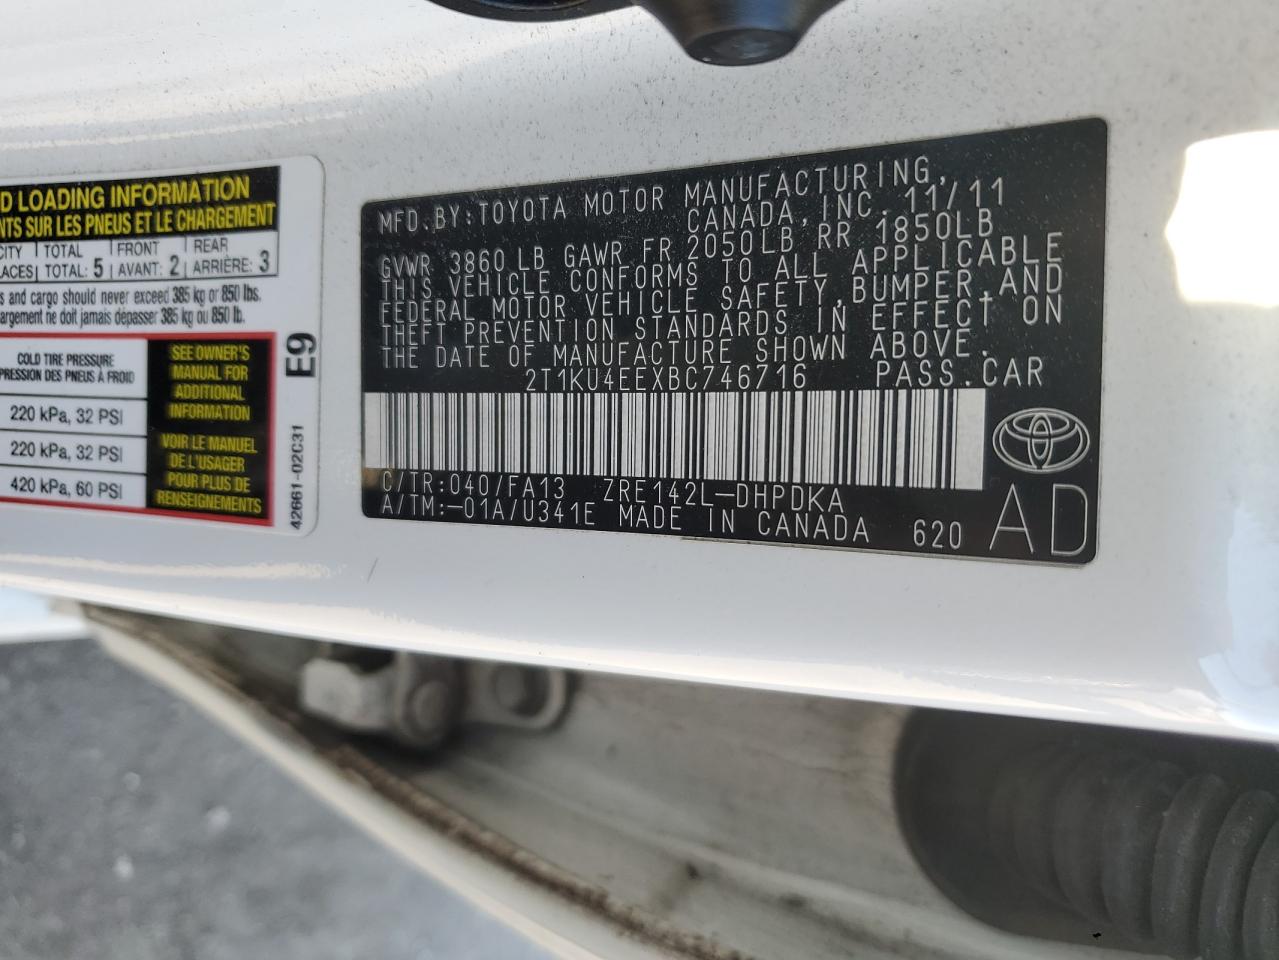 D LOADING INFORMATION
NTS SUR LES PNEUS ET LE CHARGEMENT
CITY TOTAL FRONT REAR
LACES TOTAL: 5 AVANT: 2 ARRIÈRE: 3
s and cargo should never exceed 385 kg or 850 lbs.
argement ne doit jamais dépasser 385 kg ou 850 lb.
COLD TIRE PRESSURE
PRESSION DES PNEUS À FROID
220 kPa, 32 PSI
220 kPa, 32 PSI
420 kPa, 60 PSI
SEE OWNER'S
MANUAL FOR
ADDITIONAL
INFORMATION
VOIR LE MANUEL
DE L'USAGER
POUR PLUS DE
RENSEIGNEMENTS
E9
42661-02C31
MFD.BY:TOYOTA MOTOR MANUFACTURING,
CANADA,INC.11/11
GVWR 3860 LB GAWR FR 2050LB RR 1850LB
THIS VEHICLE CONFORMS TO ALL APPLICABLE
FEDERAL MOTOR VEHICLE SAFETY,BUMPER,AND
THEFT PREVENTION STANDARDS IN EFFECT ON
THE DATE OF MANUFACTURE SHOWN ABOVE.
2T1KU4EEXBC746716 PASS.CAR
C/TR:040/FA13 ZRE142L-DHPDKA
A/TM:-01A/U341E MADE IN CANADA 620 AD